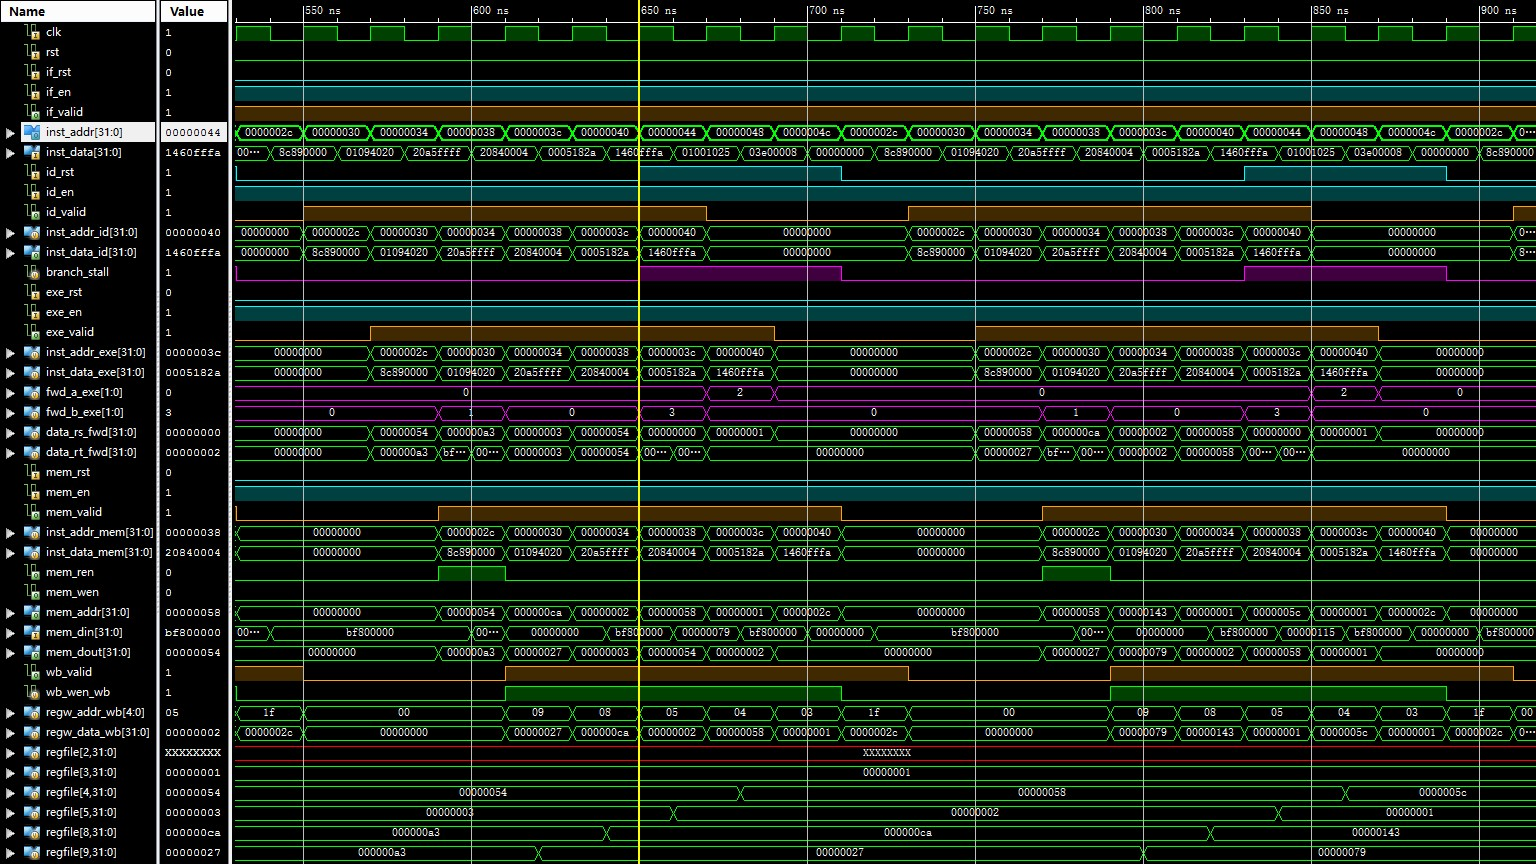 Name Value 550 ns 600 ns 650 ns 700 ns 750 ns 800 ns 850 ns 900 ns
clk 1
rst 0
if_rst 0
if_en 1
if_valid 1
inst_addr[31:0] 00000044 0000002c 00000030 00000034 00000038 0000003c 00000040 00000044 00000048 0000004c 0000002c 00000030 00000034 00000038 0000003c 00000040 00000044 00000048 0000004c 0000002c 0···
inst_data[31:0] 1460fffa 00··· 8c890000 01094020 20a5ffff 20840004 0005182a 1460fffa 01001025 03e00008 00000000 8c890000 01094020 20a5ffff 20840004 0005182a 1460fffa 01001025 03e00008 00000000 8c890000
id_rst 1
id_en 1
id_valid 1
inst_addr_id[31:0] 00000040 00000000 0000002c 00000030 00000034 00000038 0000003c 00000040 00000000 0000002c 00000030 00000034 00000038 0000003c 00000040 00000000 0···
inst_data_id[31:0] 1460fffa 00000000 8c890000 01094020 20a5ffff 20840004 0005182a 1460fffa 00000000 8c890000 01094020 20a5ffff 20840004 0005182a 1460fffa 00000000 8···
branch_stall 1
exe_rst 0
exe_en 1
exe_valid 1
inst_addr_exe[31:0] 0000003c 00000000 0000002c 00000030 00000034 00000038 0000003c 00000040 00000000 0000002c 00000030 00000034 00000038 0000003c 00000040 00000000
inst_data_exe[31:0] 0005182a 00000000 8c890000 01094020 20a5ffff 20840004 0005182a 1460fffa 00000000 8c890000 01094020 20a5ffff 20840004 0005182a 1460fffa 00000000
fwd_a_exe[1:0] 0 0 2 0 2 0
fwd_b_exe[1:0] 3 0 1 0 3 0 1 0 3 0
data_rs_fwd[31:0] 00000000 00000000 00000054 000000a3 00000003 00000054 00000000 00000001 00000000 00000058 000000ca 00000002 00000058 00000000 00000001 00000000
data_rt_fwd[31:0] 00000002 00000000 000000a3 bf··· 00··· 00000003 00000054 00··· 00··· 00000000 00000027 bf··· 00··· 00000002 00000058 00··· 00··· 00000000
mem_rst 0
mem_en 1
mem_valid 1
inst_addr_mem[31:0] 00000038 00000000 0000002c 00000030 00000034 00000038 0000003c 00000040 00000000 0000002c 00000030 00000034 00000038 0000003c 00000040 00000000
inst_data_mem[31:0] 20840004 00000000 8c890000 01094020 20a5ffff 20840004 0005182a 1460fffa 00000000 8c890000 01094020 20a5ffff 20840004 0005182a 1460fffa 00000000
mem_ren 0
mem_wen 0
mem_addr[31:0] 00000058 00000000 00000054 000000ca 00000002 00000058 00000001 0000002c 00000000 00000058 00000143 00000001 0000005c 00000001 0000002c 00000000
mem_din[31:0] bf800000 00··· bf800000 00··· 00000000 bf800000 00000079 bf800000 00000000 bf800000 00··· 00000000 bf800000 00000115 bf800000 00000000 bf800000
mem_dout[31:0] 00000054 00000000 000000a3 00000027 00000003 00000054 00000002 00000000 00000027 00000079 00000002 00000058 00000001 00000000
wb_valid 1
wb_wen_wb 1
regw_addr_wb[4:0] 05 1f 00 09 08 05 04 03 1f 00 09 08 05 04 03 1f 00
regw_data_wb[31:0] 00000002 0000002c 00000000 00000027 000000ca 00000002 00000058 00000001 0000002c 00000000 00000079 00000143 00000001 0000005c 00000001 0000002c 0···
regfile[2,31:0] XXXXXXXX XXXXXXXX
regfile[3,31:0] 00000001 00000001
regfile[4,31:0] 00000054 00000054 00000058 0000005c
regfile[5,31:0] 00000003 00000003 00000002 00000001
regfile[8,31:0] 000000ca 000000a3 000000ca 00000143
regfile[9,31:0] 00000027 000000a3 00000027 00000079